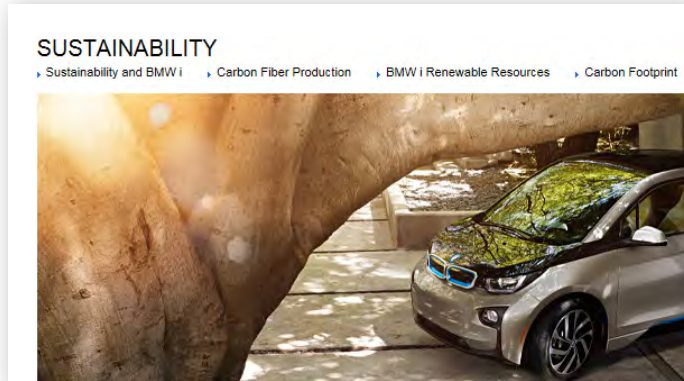 SUSTAINABILITY
Sustainability and BMW i Carbon Fiber Production BMW i Renewable Resources Carbon Footprint